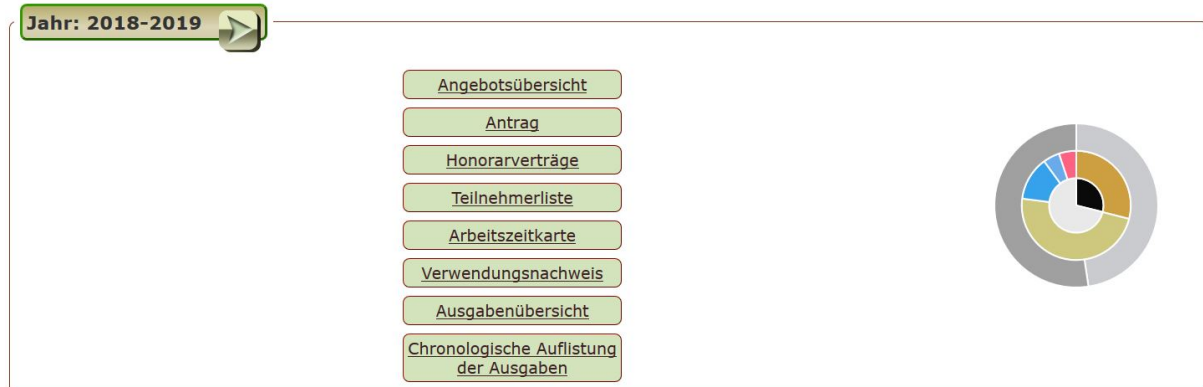 Jahr: 2018-2019
Angebotsübersicht
Antrag
Honorarverträge
Teilnehmerliste
Arbeitszeitkarte
Verwendungsnachweis
Ausgabenübersicht
Chronologische Auflistung
der Ausgaben